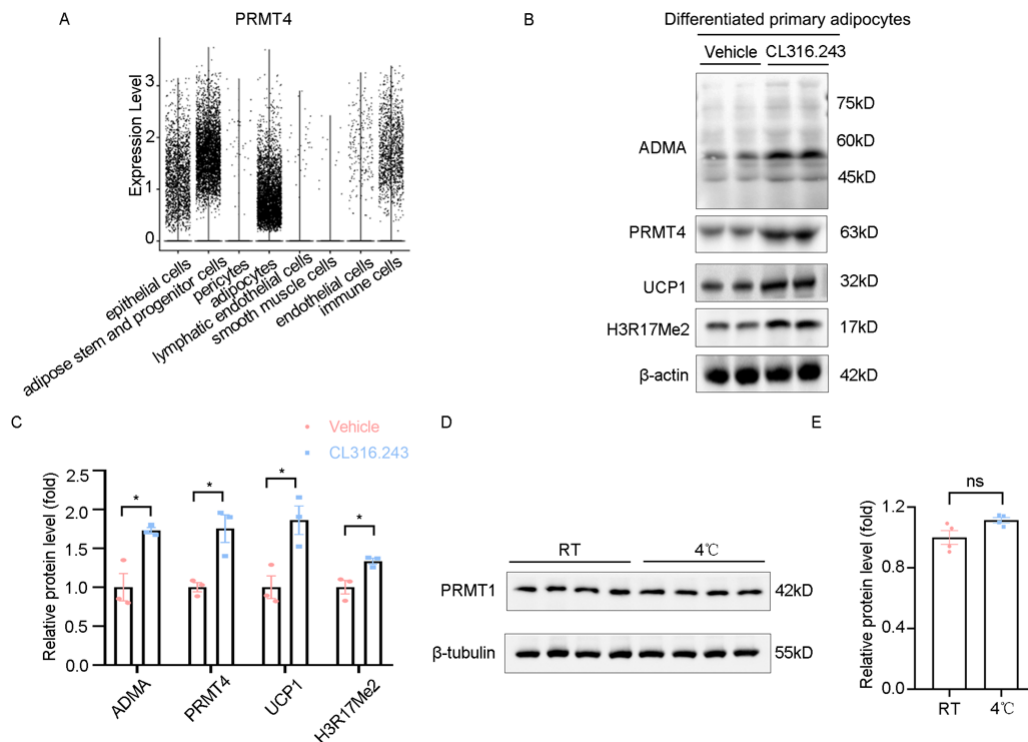 A
PRMT4
Expression Level
3
2
1
0
epithelial cells
adipose stem and progenitor cells
pericytes
adipocytes
lymphatic endothelial cells
smooth muscle cells
endothelial cells
immune cells
B
Differentiated primary adipocytes
Vehicle CL316.243
ADMA
75kD
60kD
45kD
PRMT4 63kD
UCP1 32kD
H3R17Me2 17kD
β-actin 42kD
C
Vehicle
CL316.243
Relative protein level (fold)
2.5
2.0
1.5
1.0
0.5
0.0
* * * *
ADMA
PRMT4
UCP1
H3R17Me2
D
RT 4℃
PRMT1 42kD
β-tubulin 55kD
E
Relative protein level (fold)
ns
1.2
0.8
0.4
0.0
RT 4℃